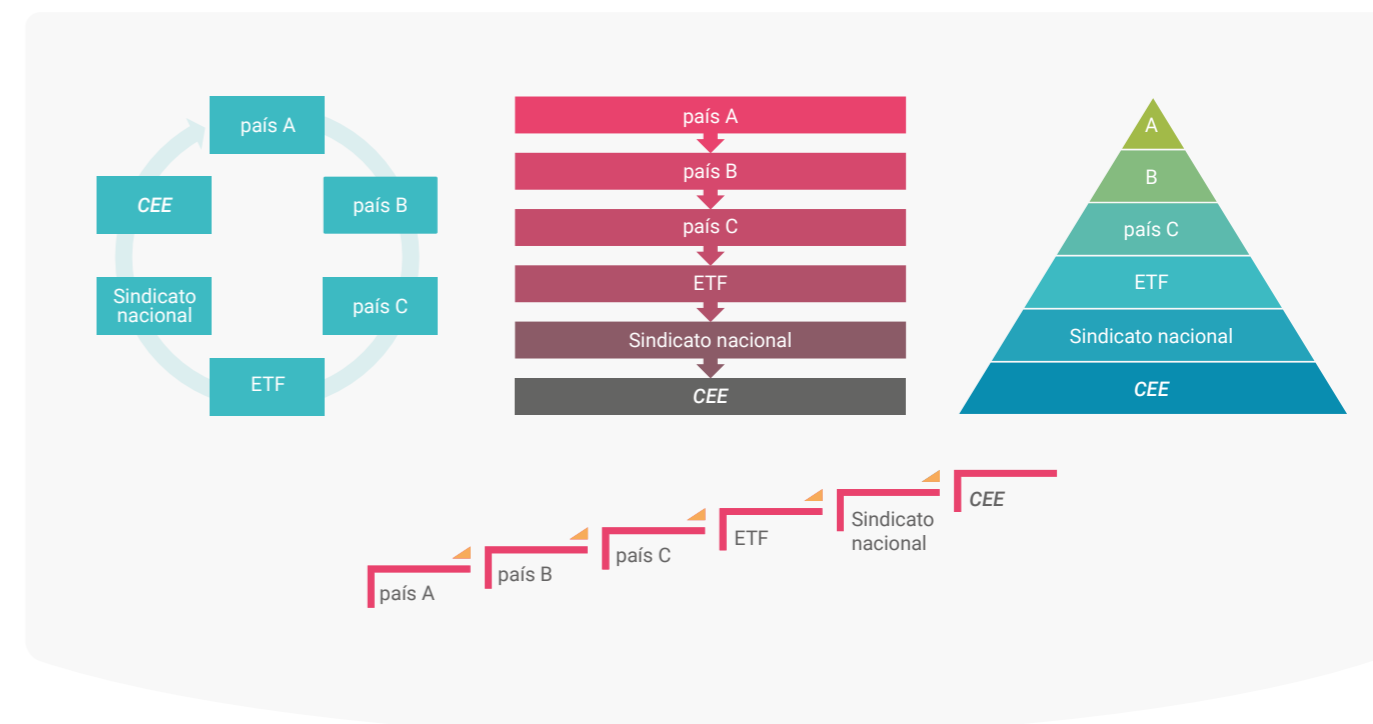 país A
país B
país C
ETF
Sindicato
nacional
CEE
país A
país B
país C
ETF
Sindicato nacional
CEE
A
B
país C
ETF
Sindicato nacional
CEE
país A
país B
país C
ETF
Sindicato
nacional
CEE